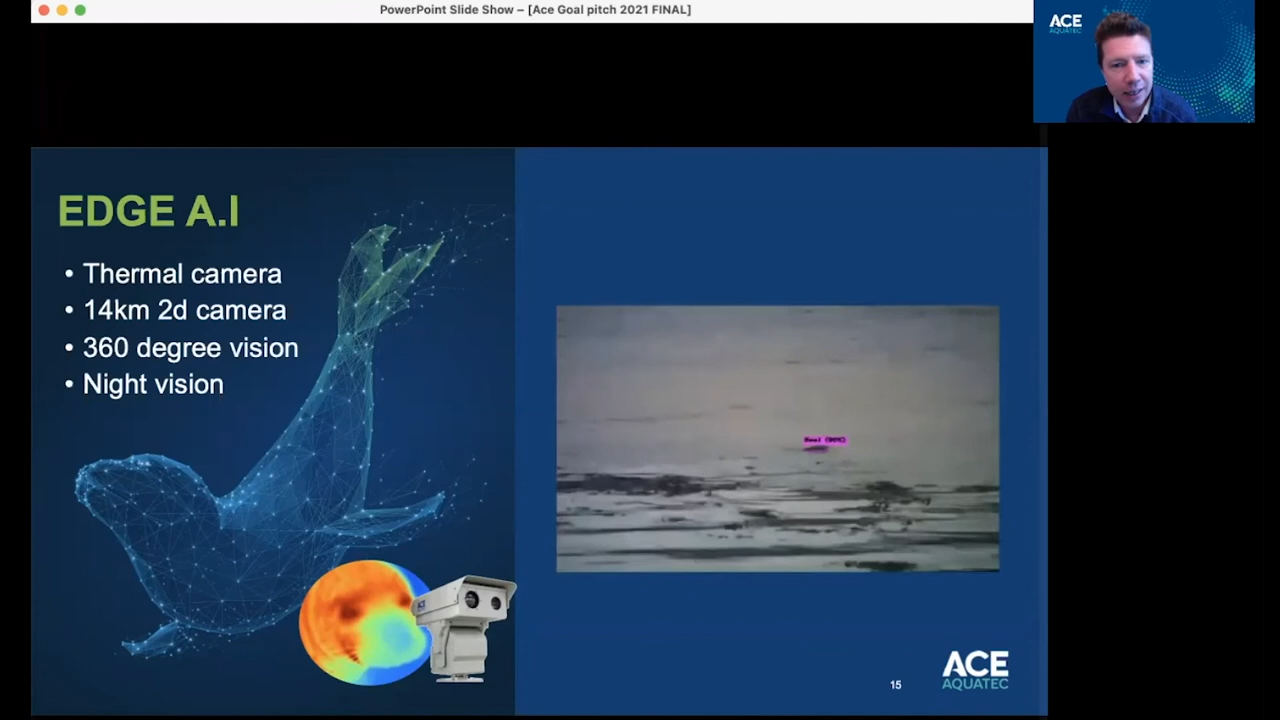 PowerPoint Slide Show – [Ace Goal pitch 2021 FINAL]
ACE
AQUATEC
EDGE A.I
• Thermal camera
• 14km 2d camera
• 360 degree vision
• Night vision
ACE
ACE
AQUATEC
15